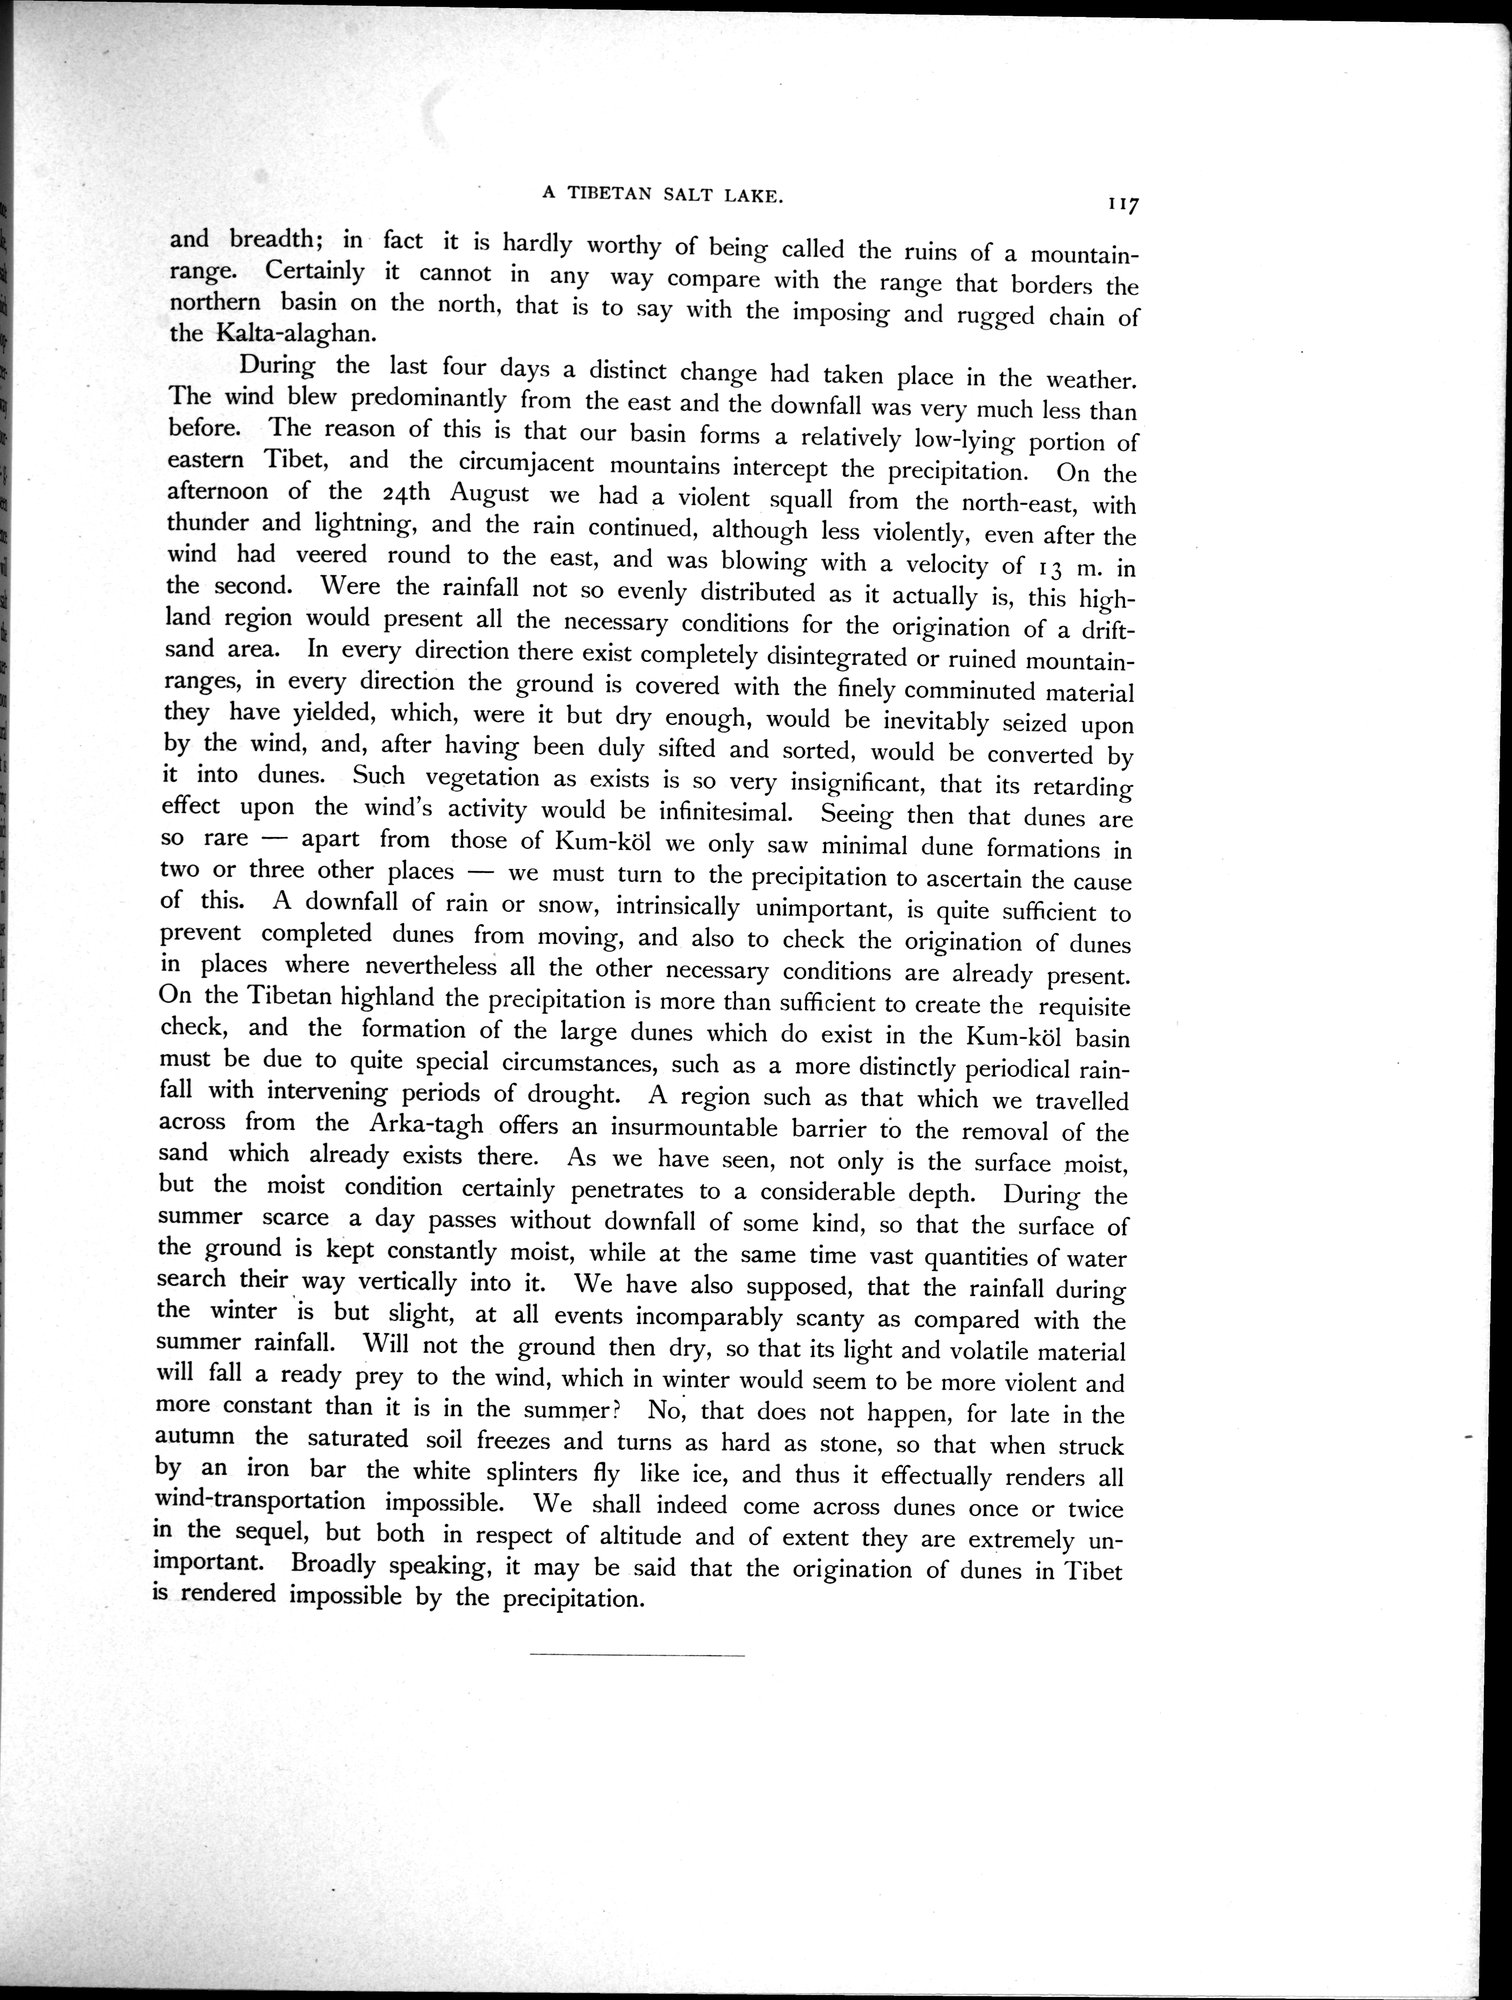 A TIBETAN SALT LAKE.
117
and breadth; in fact it is hardly worthy of being called the ruins of a mountain-
range. Certainly it cannot in any way compare with the range that borders the
northern basin on the north, that is to say with the imposing and rugged chain of
the Kalta-alaghan.
During the last four days a distinct change had taken place in the weather.
The wind blew predominantly from the east and the downfall was very much less than
before. The reason of this is that our basin forms a relatively low-lying portion of
eastern Tibet, and the circumjacent mountains intercept the precipitation. On the
afternoon of the 24th August we had a violent squall from the north-east, with
thunder and lightning, and the rain continued, although less violently, even after the
wind had veered round to the east, and was blowing with a velocity of 13 m. in
the second. Were the rainfall not so evenly distributed as it actually is, this high-
land region would present all the necessary conditions for the origination of a drift-
sand area. In every direction there exist completely disintegrated or ruined mountain-
ranges, in every direction the ground is covered with the finely comminuted material
they have yielded, which, were it but dry enough, would be inevitably seized upon
by the wind, and, after having been duly sifted and sorted, would be converted by
it into dunes. Such vegetation as exists is so very insignificant, that its retarding
effect upon the wind's activity would be infinitesimal. Seeing then that dunes are
so rare — apart from those of Kum-köl we only saw minimal dune formations in
two or three other places — we must turn to the precipitation to ascertain the cause
of this. A downfall of rain or snow, intrinsically unimportant, is quite sufficient to
prevent completed dunes from moving, and also to check the origination of dunes
in places where nevertheless all the other necessary conditions are already present.
On the Tibetan highland the precipitation is more than sufficient to create the requisite
check, and the formation of the large dunes which do exist in the Kum-köl basin
must be due to quite special circumstances, such as a more distinctly periodical rain-
fall with intervening periods of drought. A region such as that which we travelled
across from the Arka-tagh offers an insurmountable barrier to the removal of the
sand which already exists there. As we have seen, not only is the surface moist,
but the moist condition certainly penetrates to a considerable depth. During the
summer scarce a day passes without downfall of some kind, so that the surface of
the ground is kept constantly moist, while at the same time vast quantities of water
search their way vertically into it. We have also supposed, that the rainfall during
the winter is but slight, at all events incomparably scanty as compared with the
summer rainfall. Will not the ground then dry, so that its light and volatile material
will fall a ready prey to the wind, which in winter would seem to be more violent and
more constant than it is in the summer? No, that does not happen, for late in the
autumn the saturated soil freezes and turns as hard as stone, so that when struck
by an iron bar the white splinters fly like ice, and thus it effectually renders all
wind-transportation impossible. We shall indeed come across dunes once or twice
in the sequel, but both in respect of altitude and of extent they are extremely un-
important. Broadly speaking, it may be said that the origination of dunes in Tibet
is rendered impossible by the precipitation.